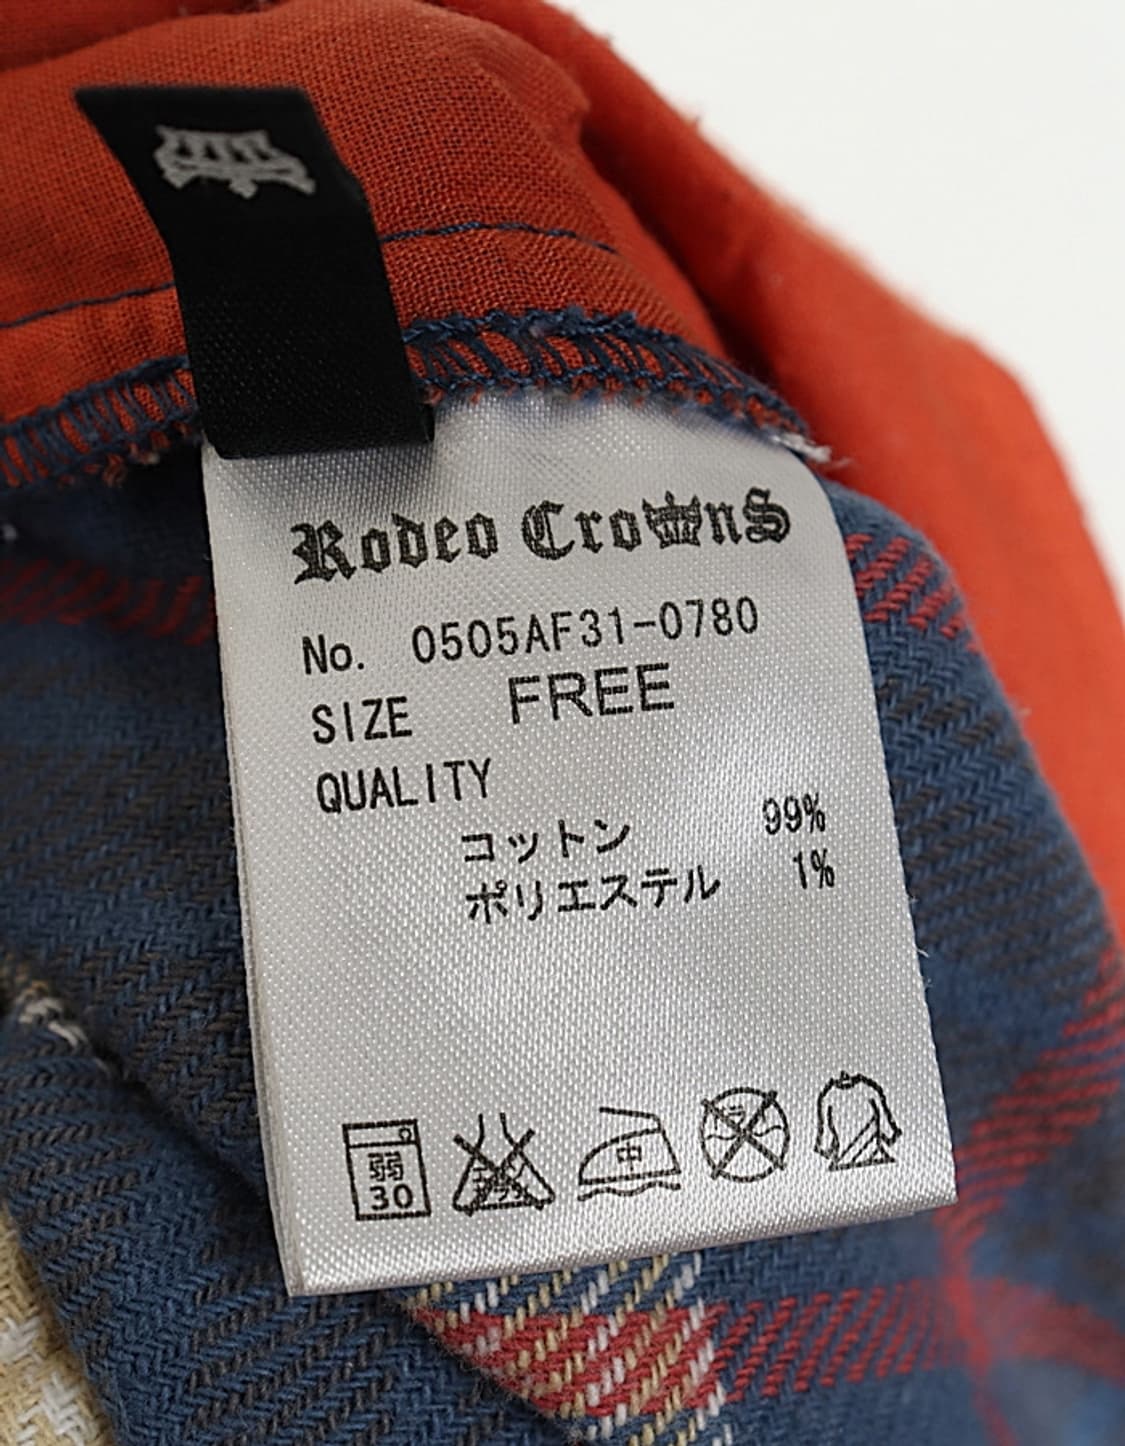 Rodeo Crowns
No. 0505AF31-0780
SIZE FREE
QUALITY
コットン 99%
ポリエステル 1%
弱
30
中